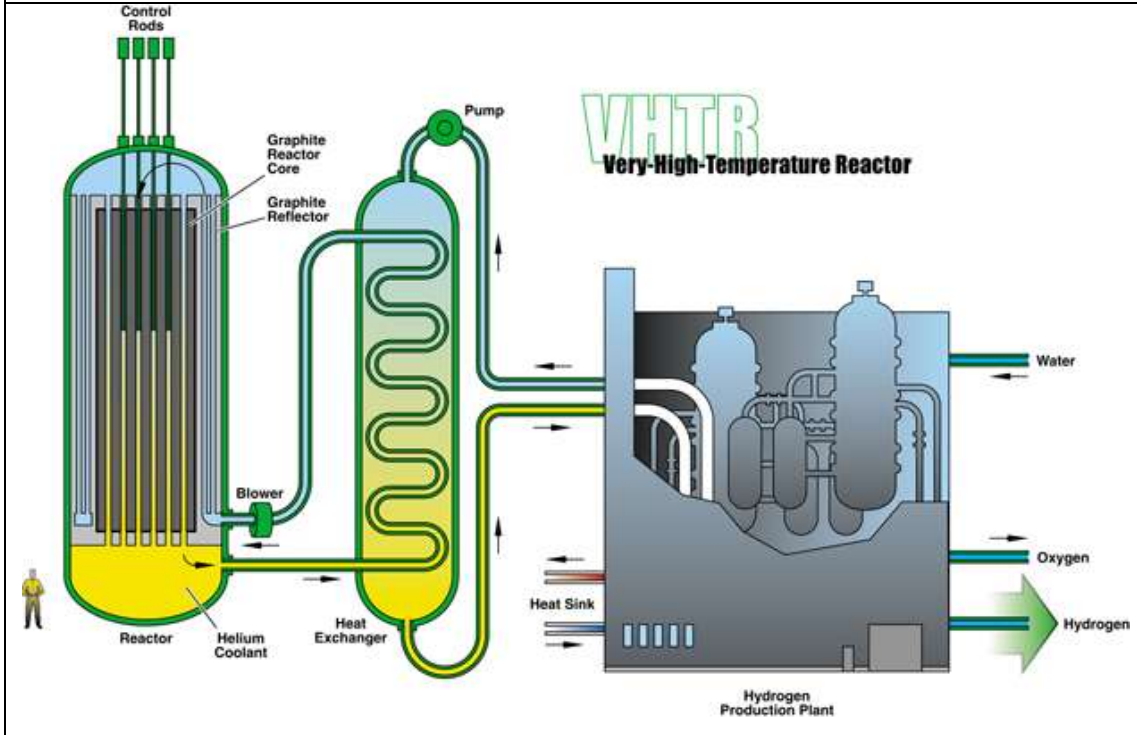 Control
Rods
Pump
VHTR
Very-High-Temperature Reactor
Graphite
Reactor
Core
Graphite
Reflector
Blower
Water
Oxygen
Heat Sink
Hydrogen
Reactor
Helium
Coolant
Heat
Exchanger
Hydrogen
Production Plant